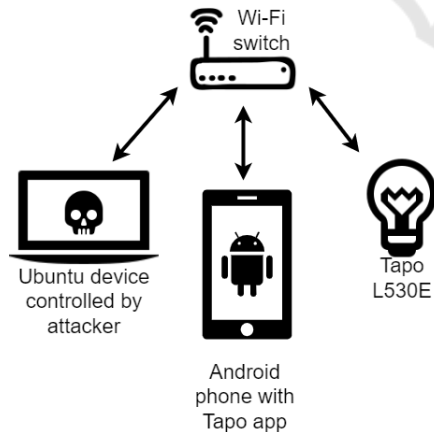 Wi-Fi
switch
Ubuntu device
controlled by
attacker
Android
phone with
Tapo app
Tapo
L530E